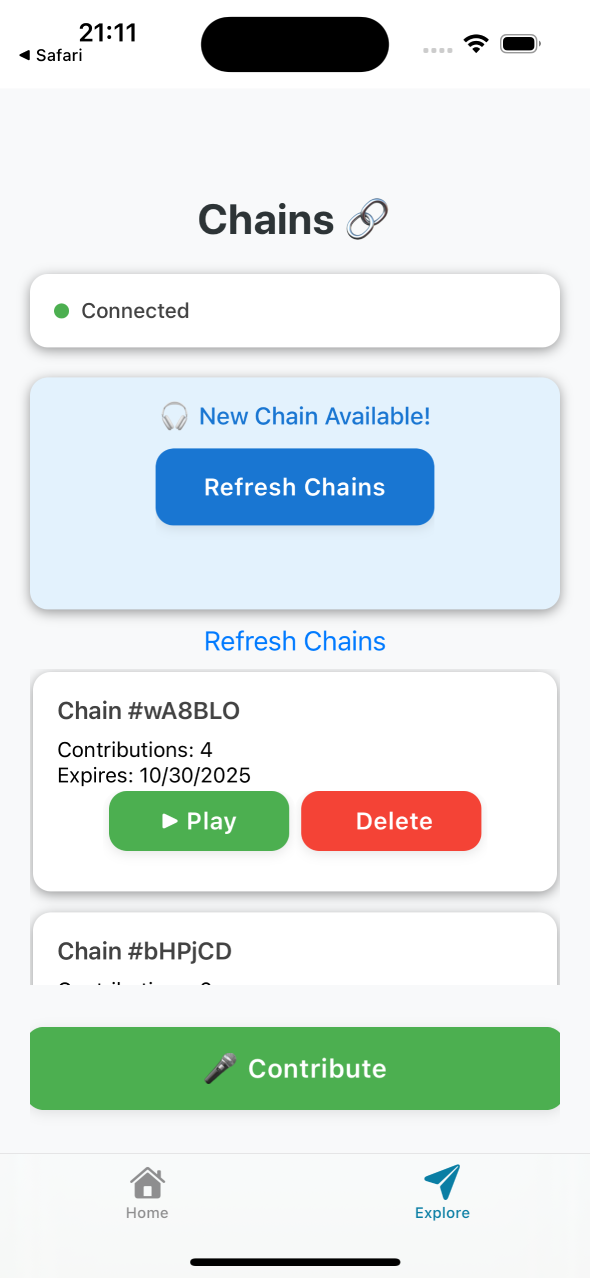 21:11
◀ Safari
Chains 🔗
Connected
🎧 New Chain Available!
Refresh Chains
Refresh Chains
Chain #wA8BLO
Contributions: 4
Expires: 10/30/2025
▶ Play
Delete
Chain #bHPjCD
🎤 Contribute
Home
Explore